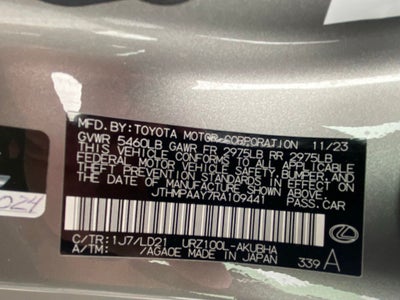 MFD. BY: TOYOTA MOTOR CORPORATION 11/23
GVWR 5460LB GAWR FR 2975LB RR 2975LB
THIS VEHICLE CONFORMS TO ALL APPLICABLE
FEDERAL MOTOR VEHICLE SAFETY, BUMPER, AND
THEFT PREVENTION STANDARDS IN EFFECT ON
THE DATE OF MANUFACTURE SHOWN ABOVE.
JTHMPAAY7RA109441 PASS.CAR
C/TR: 1J7/LD21 URZ100L-AKUBHA
A/TM: -/AGAOE MADE IN JAPAN 339 A
2024